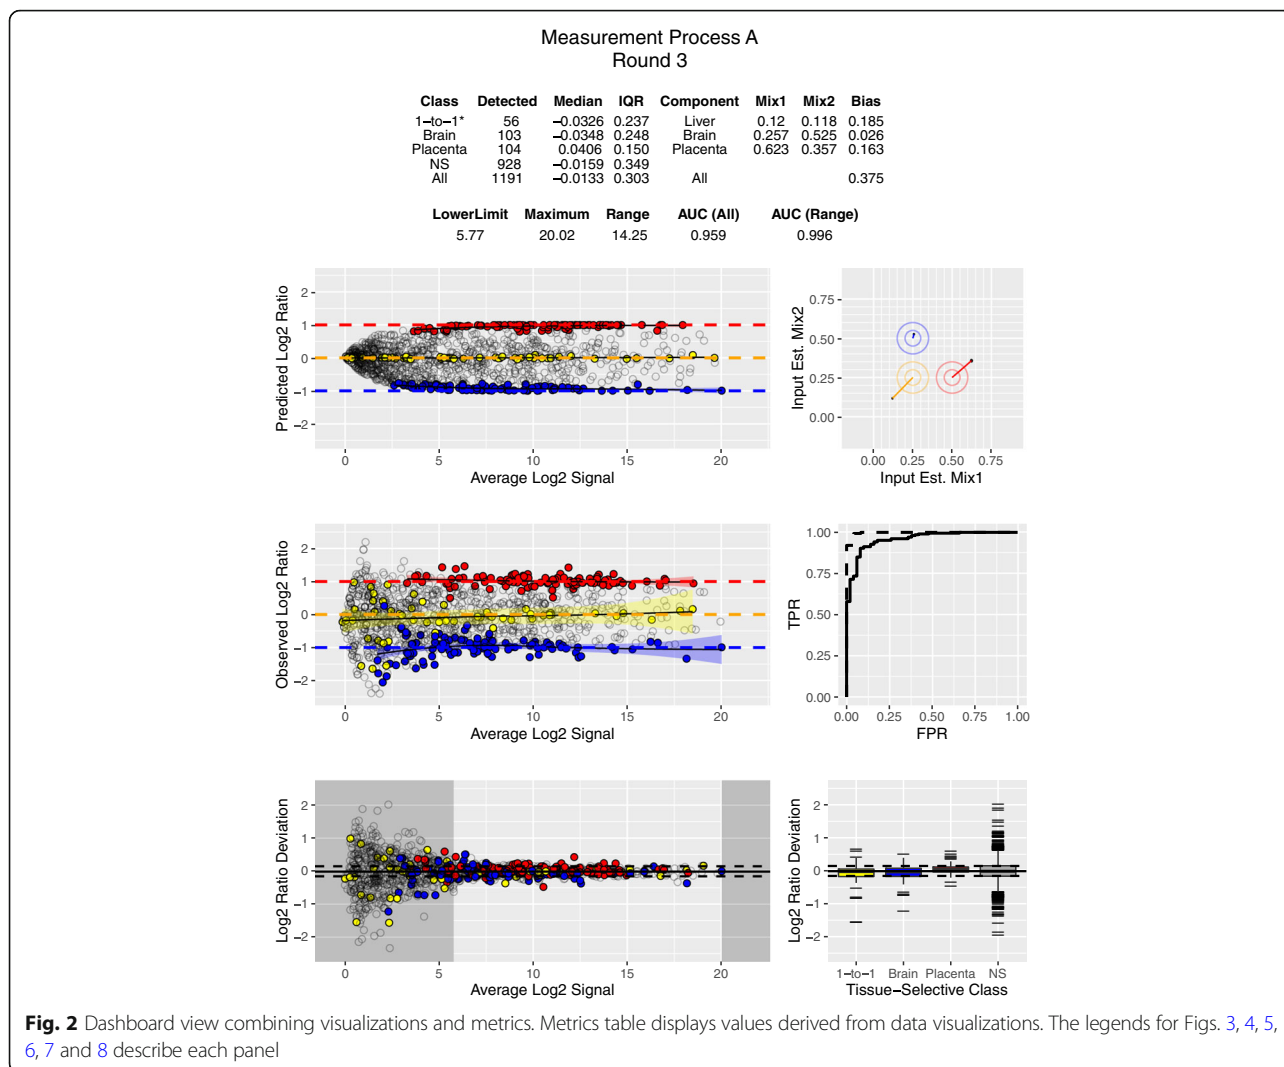 Measurement Process A
Round 3
Class Detected Median IQR Component Mix1 Mix2 Bias
1−to−1* 56 −0.0326 0.237 Liver 0.12 0.118 0.185
Brain 103 −0.0348 0.248 Brain 0.257 0.525 0.026
Placenta 104 0.0406 0.150 Placenta 0.623 0.357 0.163
NS 928 −0.0159 0.349
All 1191 −0.0133 0.303 All 0.375
LowerLimit Maximum Range AUC (All) AUC (Range)
5.77 20.02 14.25 0.959 0.996
Predicted Log2 Ratio
2
1
0
−1
−2
0 5 10 15 20
Average Log2 Signal
Input Est. Mix2
0.75
0.50
0.25
0.00
0.00 0.25 0.50 0.75
Input Est. Mix1
Observed Log2 Ratio
2
1
0
−1
−2
0 5 10 15 20
Average Log2 Signal
TPR
1.00
0.75
0.50
0.25
0.00
0.00 0.25 0.50 0.75 1.00
FPR
Log2 Ratio Deviation
2
1
0
−1
−2
0 5 10 15 20
Average Log2 Signal
Log2 Ratio Deviation
2
1
0
−1
−2
1−to−1 Brain Placenta NS
Tissue−Selective Class
Fig. 2 Dashboard view combining visualizations and metrics. Metrics table displays values derived from data visualizations. The legends for Figs. 3, 4, 5,
6, 7 and 8 describe each panel